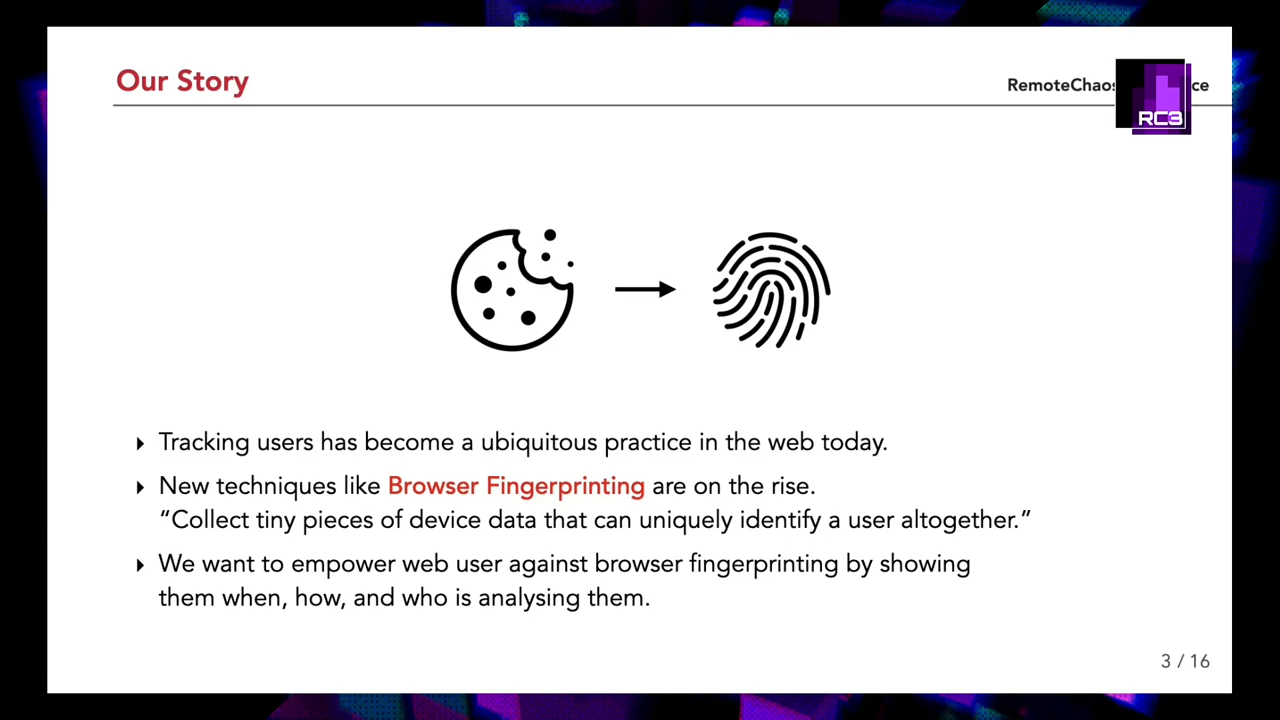 Our Story
RemoteChaos
ce
RC3
Tracking users has become a ubiquitous practice in the web today.
New techniques like Browser Fingerprinting are on the rise.
“Collect tiny pieces of device data that can uniquely identify a user altogether.”
We want to empower web user against browser fingerprinting by showing
them when, how, and who is analysing them.
3 / 16